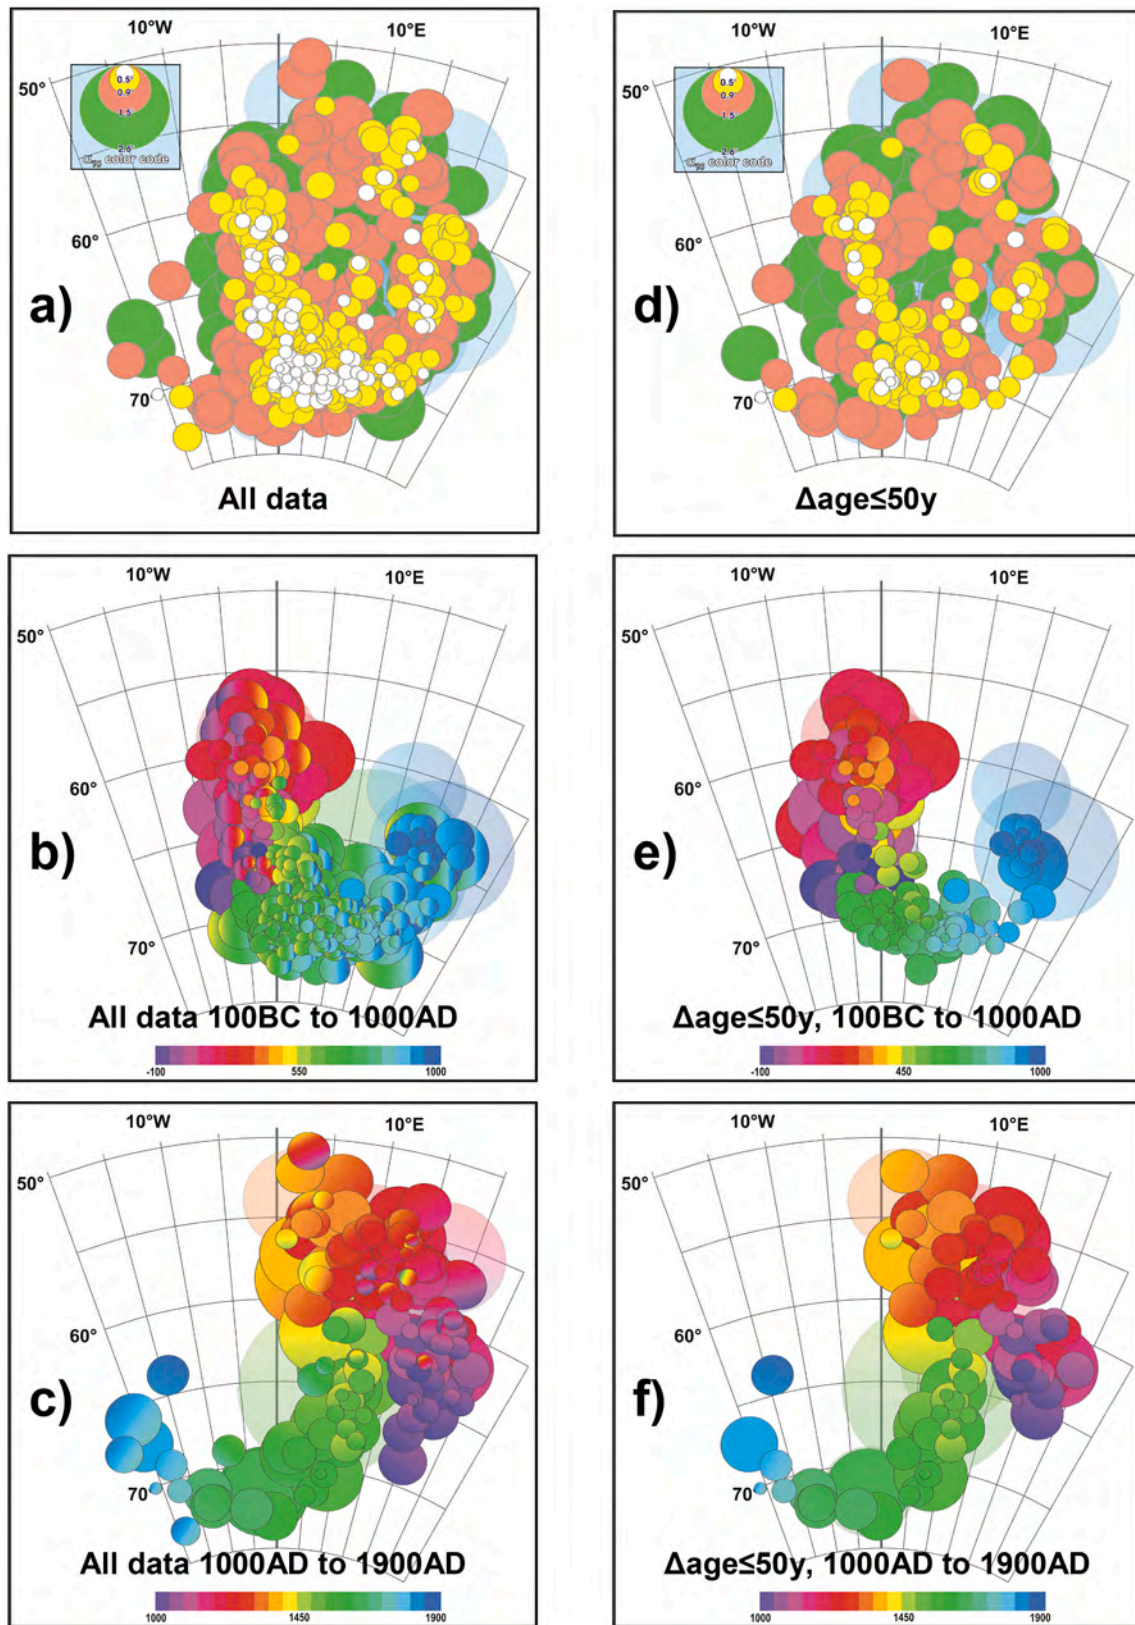 10°W
10°E
50°
0.5°
0.9
1.5
2.6
α95 color code
60°
a)
70°
All data
10°W
10°E
50°
0.5°
0.9
1.5
2.6
α95 color code
60°
d)
70°
Δage≤50y
10°W
10°E
50°
60°
b)
70°
All data 100BC to 1000AD
-100 550 1000
10°W
10°E
50°
60°
e)
70°
Δage≤50y, 100BC to 1000AD
-100 450 1000
10°W
10°E
50°
60°
c)
70°
All data 1000AD to 1900AD
1000 1450 1900
10°W
10°E
50°
60°
f)
70°
Δage≤50y, 1000AD to 1900AD
1000 1450 1900